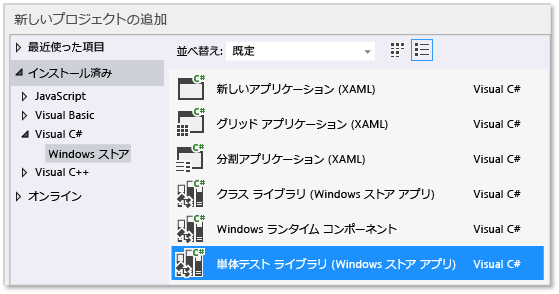 新しいプロジェクトの追加
最近使った項目
インストール済み
JavaScript
Visual Basic
Visual C#
Windows ストア
Visual C++
オンライン
並べ替え: 既定
C# 新しいアプリケーション (XAML) Visual C#
C# グリッド アプリケーション (XAML) Visual C#
C# 分割アプリケーション (XAML) Visual C#
C# クラス ライブラリ (Windows ストア アプリ) Visual C#
C# Windows ランタイム コンポーネント Visual C#
C# 単体テスト ライブラリ (Windows ストア アプリ) Visual C#